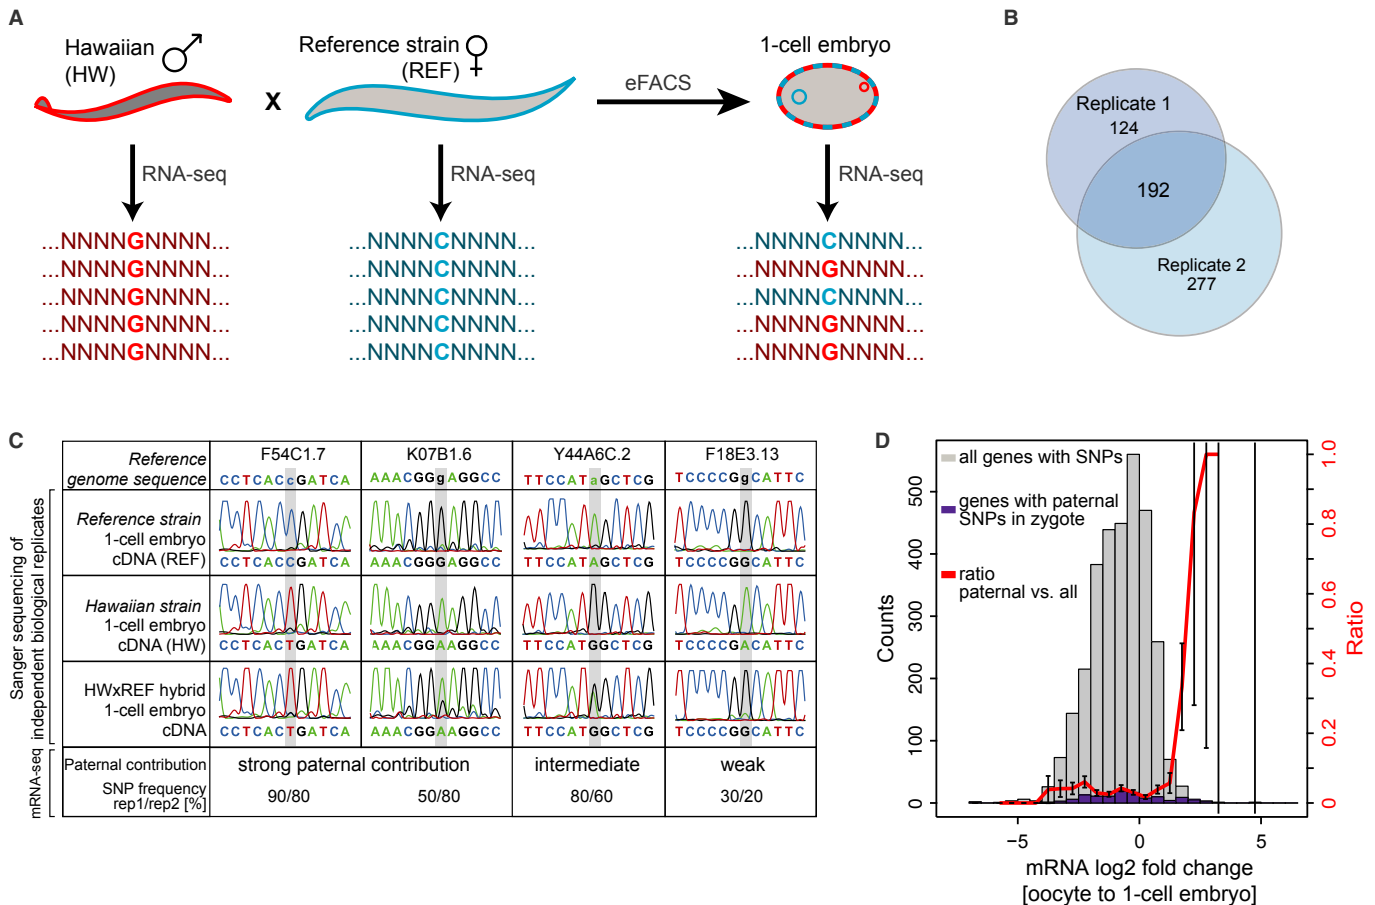 A
Hawaiian
(HW)
X
Reference strain
(REF)
eFACS
1-cell embryo
RNA-seq
RNA-seq
RNA-seq
...NNNNGNNNN...
...NNNNGNNNN...
...NNNNGNNNN...
...NNNNGNNNN...
...NNNNGNNNN...
...NNNNCNNNN...
...NNNNCNNNN...
...NNNNCNNNN...
...NNNNCNNNN...
...NNNNCNNNN...
...NNNNCNNNN...
...NNNNGNNNN...
...NNNNCNNNN...
...NNNNGNNNN...
...NNNNGNNNN...
B
Replicate 1
124
192
Replicate 2
277
C
Sanger sequencing of
independent biological replicates
mRNA-seq
Reference
genome sequence
F54C1.7
K07B1.6
Y44A6C.2
F18E3.13
CCTCACcGATCA
AAACGGgAGGCC
TTCCATaGCTCG
TCCCCGgCATTC
Reference strain
1-cell embryo
cDNA (REF)
CCTCACCGATCA
AAACGGGAGGCC
TTCCATAGCTCG
TCCCCGGCATTC
Hawaiian strain
1-cell embryo
cDNA (HW)
CCTCACTGATCA
AAACGGAAGGCC
TTCCATGGCTCG
TCCCCGACATTC
HWxREF hybrid
1-cell embryo
cDNA
CCTCACTGATCA
AAACGGAAGGCC
TTCCATGGCTCG
TCCCCGGCATTC
Paternal contribution
strong paternal contribution
intermediate
weak
SNP frequency
rep1/rep2 [%]
90/80
50/80
80/60
30/20
D
all genes with SNPs
genes with paternal
SNPs in zygote
ratio
paternal vs. all
Counts
500
400
300
200
100
0
Ratio
1.0
0.8
0.6
0.4
0.2
0
−5
0
5
mRNA log2 fold change
[oocyte to 1-cell embryo]